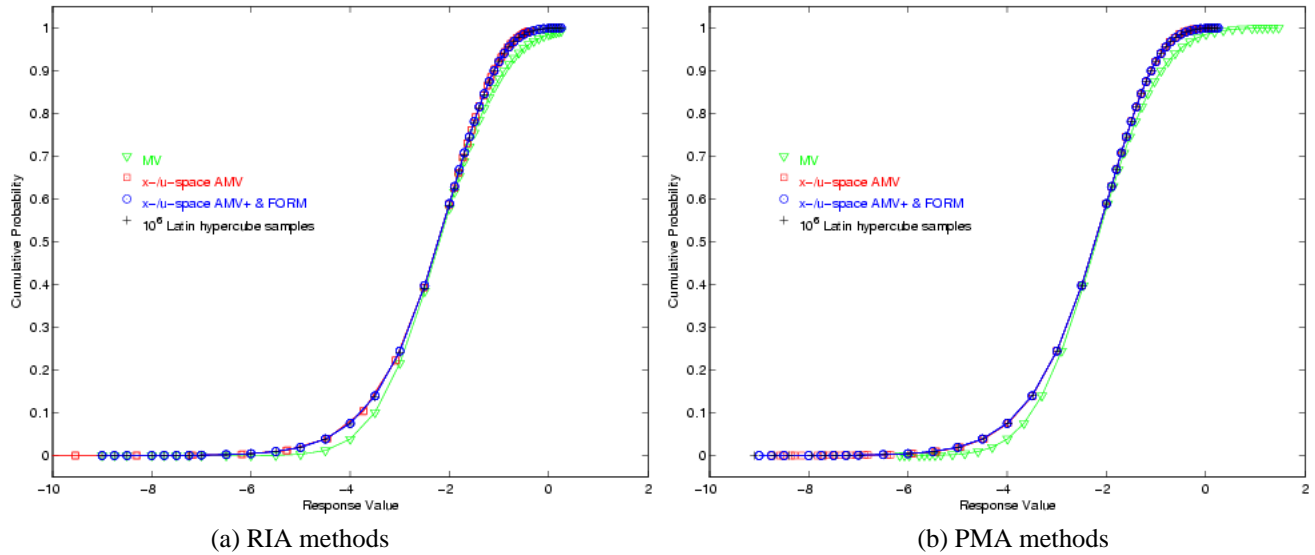 1
0.9
0.8
0.7
0.6
0.5
0.4
0.3
0.2
0.1
0
Cumulative Probability
MV
x-/u-space AMV
x-/u-space AMV+ & FORM
10⁶ Latin hypercube samples
−10 −8 −6 −4 −2 0 2
Response Value
(a) RIA methods
1
0.9
0.8
0.7
0.6
0.5
0.4
0.3
0.2
0.1
0
Cumulative Probability
MV
x-/u-space AMV
x-/u-space AMV+ & FORM
10⁶ Latin hypercube samples
−10 −8 −6 −4 −2 0 2
Response Value
(b) PMA methods